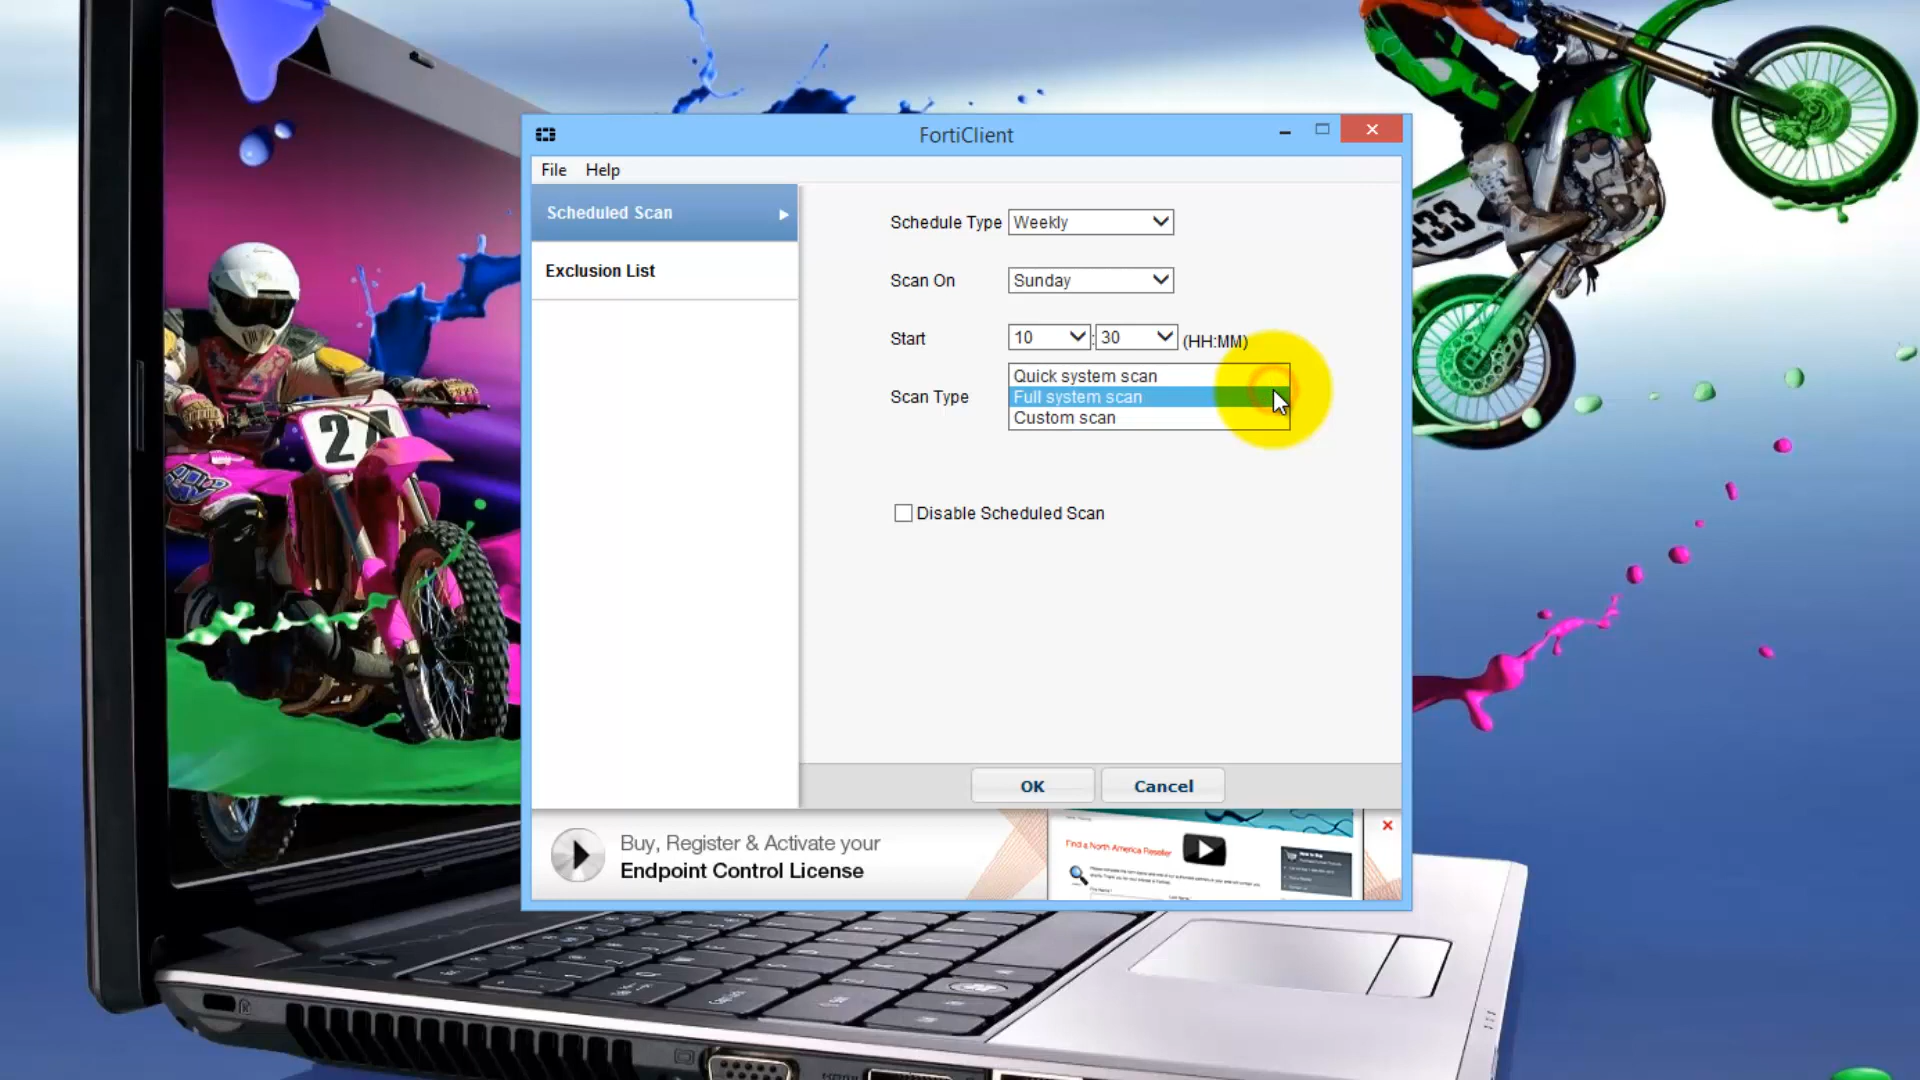 FortiClient
File Help
Scheduled Scan
Exclusion List
Schedule Type Weekly
Scan On Sunday
Start 10 : 30 (HH:MM)
Scan Type
Quick system scan
Full system scan
Custom scan
Disable Scheduled Scan
OK Cancel
Buy, Register & Activate your
Endpoint Control License
Find a North America Reseller
433